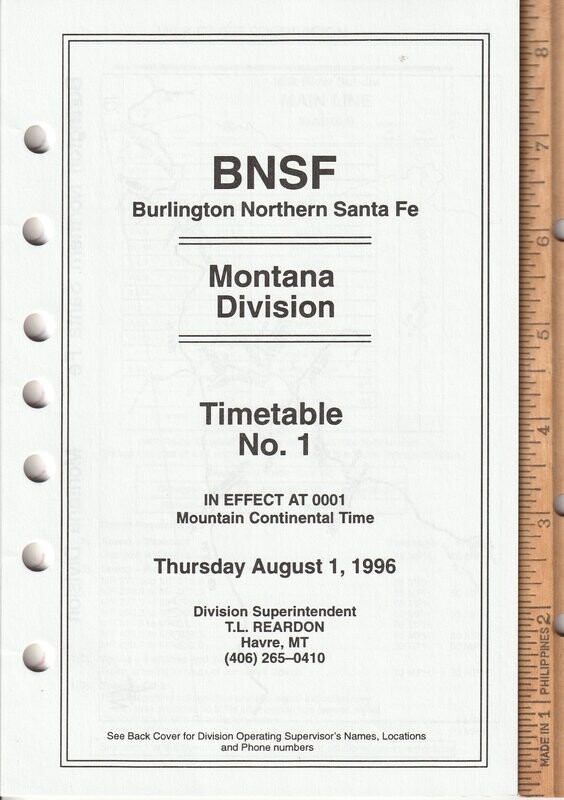 BNSF
Burlington Northern Santa Fe
Montana
Division
Timetable
No. 1
IN EFFECT AT 0001
Mountain Continental Time
Thursday August 1, 1996
Division Superintendent
T.L. REARDON
Havre, MT
(406) 265–0410
See Back Cover for Division Operating Supervisor's Names, Locations
and Phone numbers
8
7
6
5
4
3
2
1
MADE IN PHILIPPINES